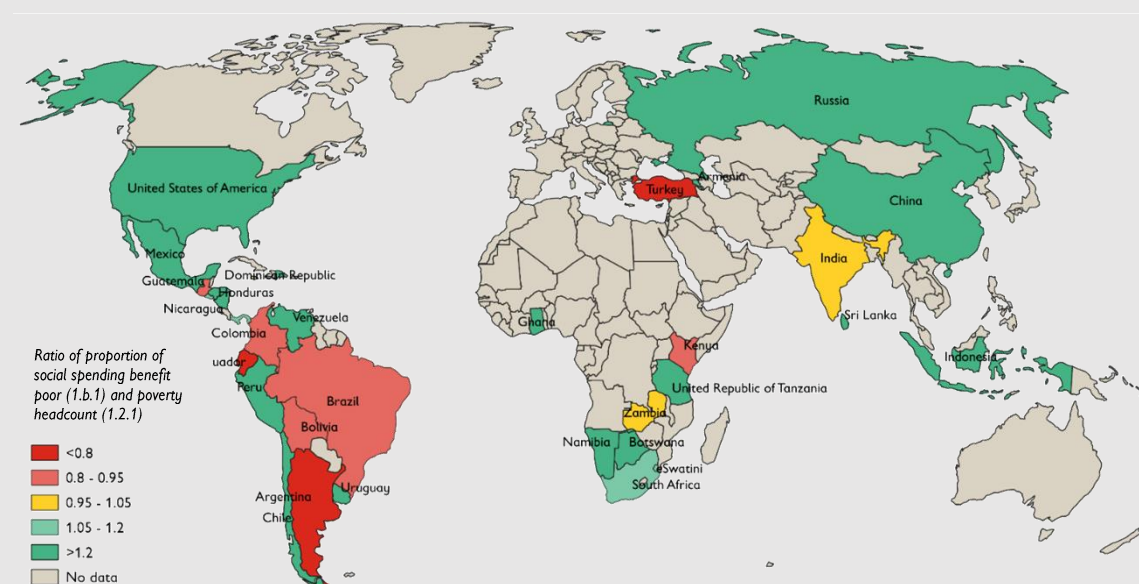 Russia
United States of America
Armenia
Turkey
China
Mexico
India
Dominican Republic
Guatemala
Honduras
Nicaragua
Venezuela
Sri Lanka
Ghana
Colombia
Kenya
Indonesia
uador
Peru
United Republic of Tanzania
Brazil
Zambia
Bolivia
Namibia
Botswana
eSwatini
South Africa
Uruguay
Argentina
Chile
Ratio of proportion of
social spending benefit
poor (1.b.1) and poverty
headcount (1.2.1)
<0.8
0.8 - 0.95
0.95 - 1.05
1.05 - 1.2
>1.2
No data